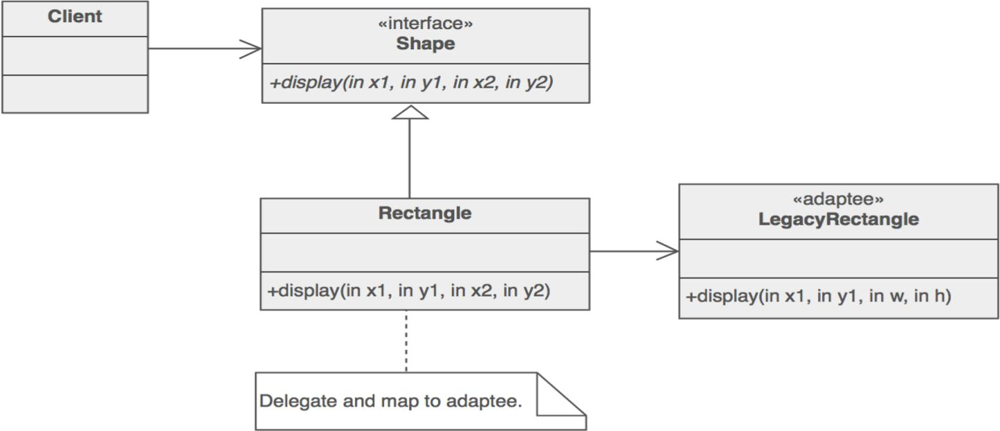 Client
«interface»
Shape
+display(in x1, in y1, in x2, in y2)
Rectangle
+display(in x1, in y1, in x2, in y2)
«adaptee»
LegacyRectangle
+display(in x1, in y1, in w, in h)
Delegate and map to adaptee.